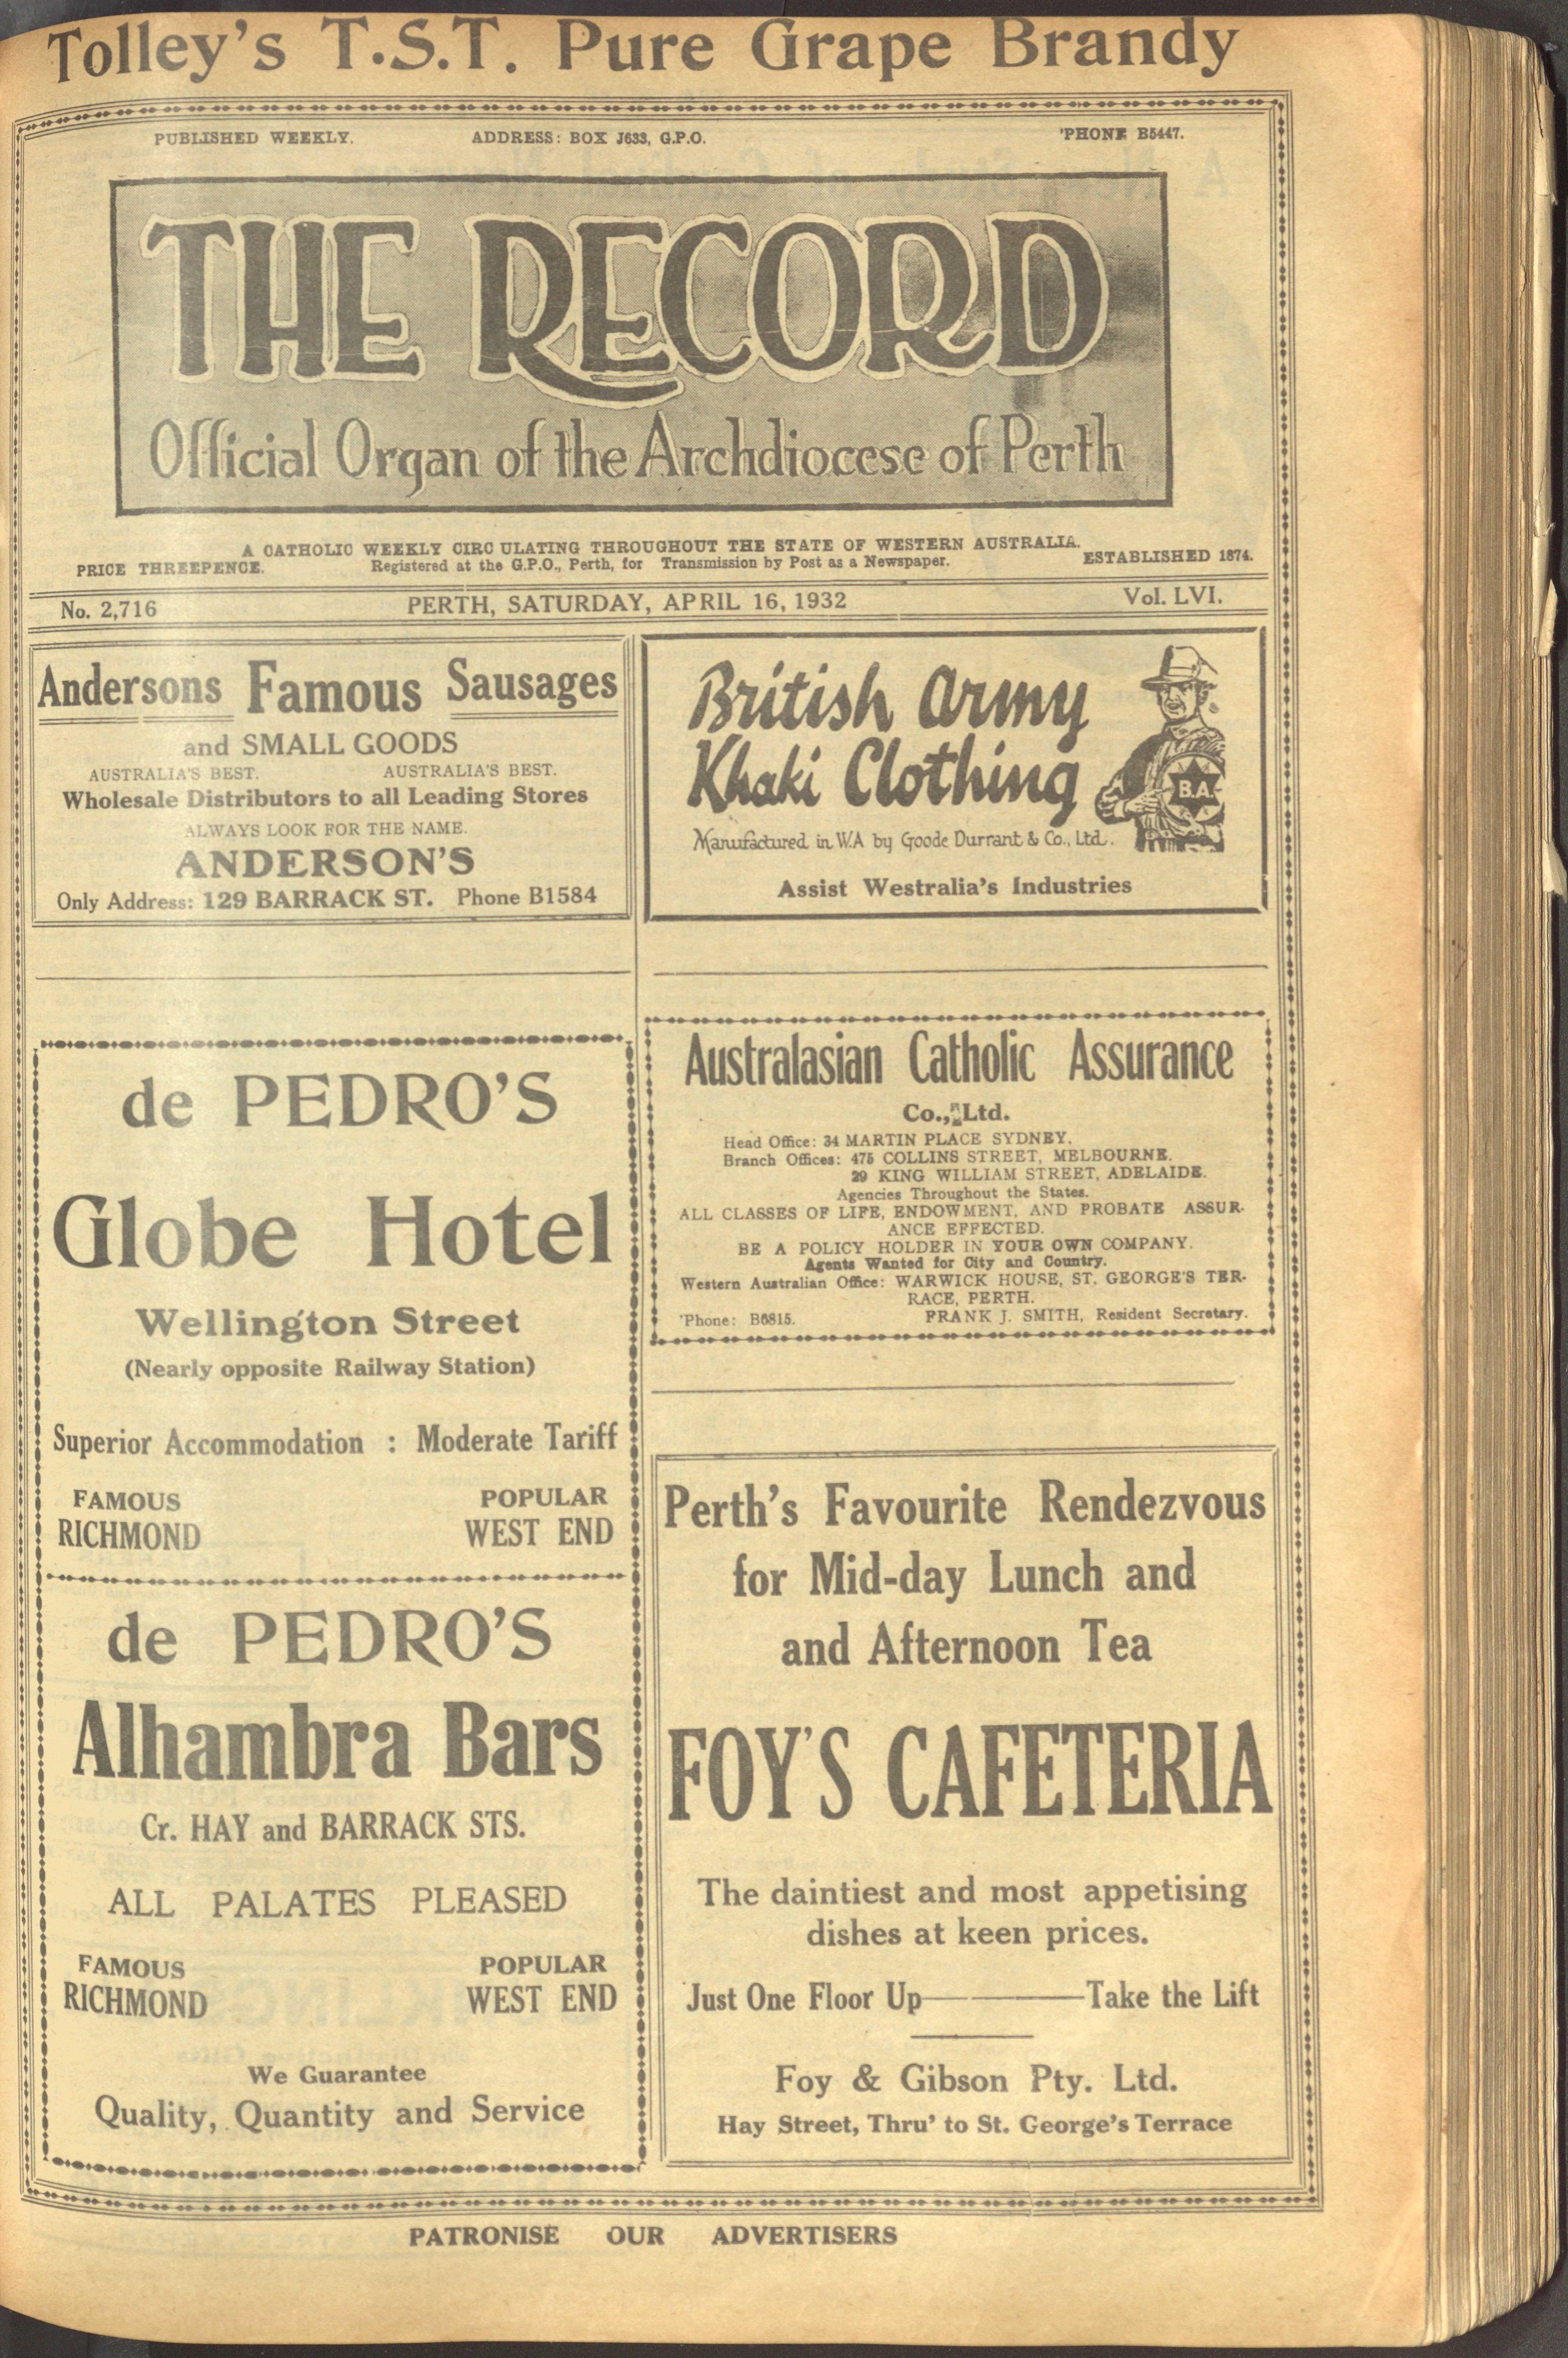 Tolley's T.S.T. Pure Grape Brandy
PUBLISHED WEEKLY. ADDRESS: BOX J633, G.P.O. 'PHONE B5447.
THE RECORD
Official Organ of the Archdiocese of Perth
A CATHOLIC WEEKLY CIRC ULATING THROUGHOUT THE STATE OF WESTERN AUSTRALIA.
PRICE THREEPENCE. Registered at the G.P.O., Perth, for Transmission by Post as a Newspaper. ESTABLISHED 1874.
No. 2,716 PERTH, SATURDAY, APRIL 16, 1932 Vol. LVI.
Andersons Famous Sausages
and SMALL GOODS
AUSTRALIA'S BEST. AUSTRALIA'S BEST.
Wholesale Distributors to all Leading Stores
ALWAYS LOOK FOR THE NAME.
ANDERSON'S
Only Address: 129 BARRACK ST. Phone B1584
de PEDRO'S
Globe Hotel
Wellington Street
(Nearly opposite Railway Station)
Superior Accommodation : Moderate Tariff
FAMOUS POPULAR
RICHMOND WEST END
de PEDRO'S
Alhambra Bars
Cr. HAY and BARRACK STS.
ALL PALATES PLEASED
FAMOUS POPULAR
RICHMOND WEST END
We Guarantee
Quality, Quantity and Service
British Army
Khaki Clothing
BA
Manufactured in W.A by Goode Durrant & Co., Ltd.
Assist Westralia's Industries
Australasian Catholic Assurance
Co., Ltd.
Head Office: 34 MARTIN PLACE SYDNEY.
Branch Offices: 475 COLLINS STREET, MELBOURNE.
29 KING WILLIAM STREET, ADELAIDE.
Agencies Throughout the States.
ALL CLASSES OF LIFE, ENDOWMENT, AND PROBATE ASSUR-
ANCE EFFECTED.
BE A POLICY HOLDER IN YOUR OWN COMPANY.
Agents Wanted for City and Country.
Western Australian Office: WARWICK HOUSE, ST. GEORGE'S TER-
RACE, PERTH.
'Phone: B6815. FRANK J. SMITH, Resident Secretary.
Perth's Favourite Rendezvous
for Mid-day Lunch and
and Afternoon Tea
FOY'S CAFETERIA
The daintiest and most appetising
dishes at keen prices.
Just One Floor Up————Take the Lift
Foy & Gibson Pty. Ltd.
Hay Street, Thru' to St. George's Terrace
PATRONISE OUR ADVERTISERS